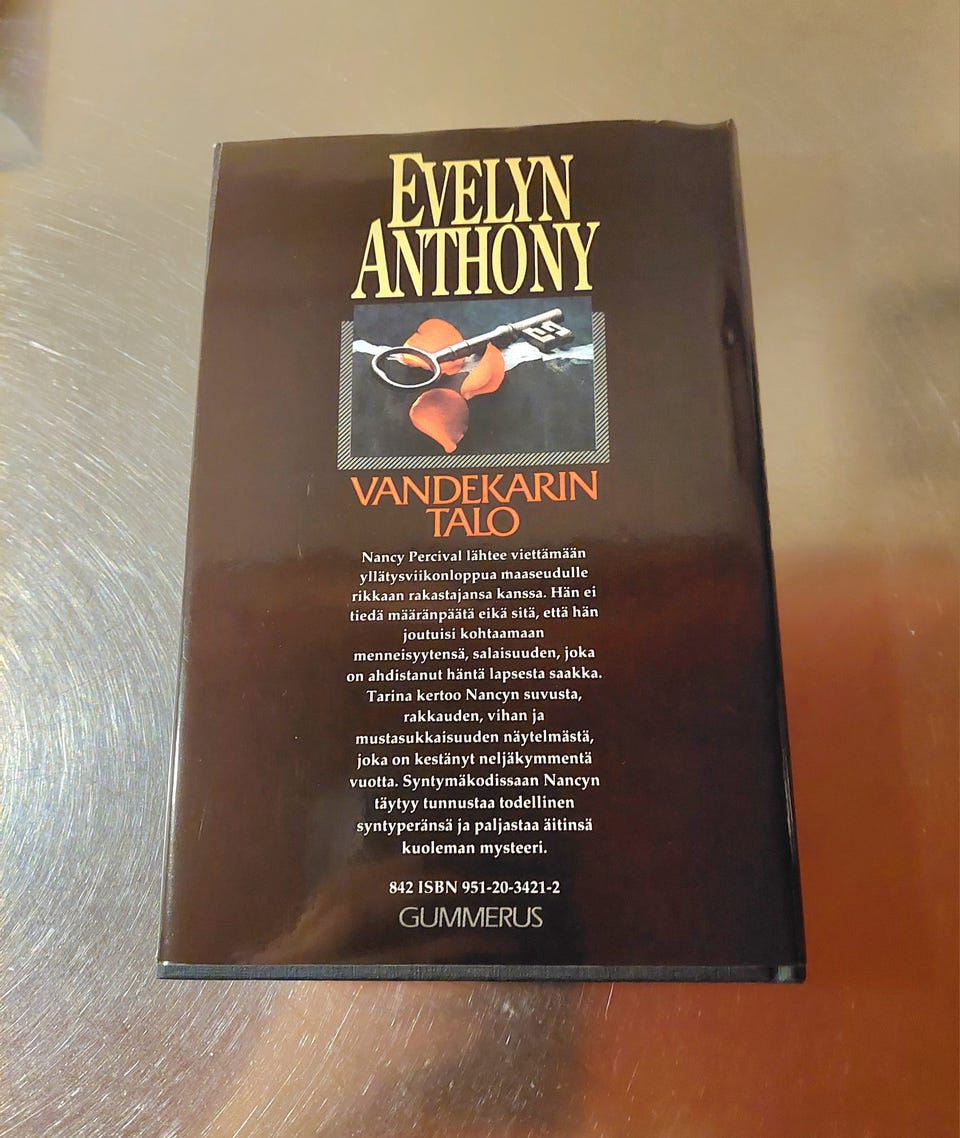 EVELYN
ANTHONY
VANDEKARIN
TALO
Nancy Percival lähtee viettämään
yllätysviikonloppua maaseudulle
rikkaan rakastajansa kanssa. Hän ei
tiedä määränpäätä eikä sitä, että hän
joutuisi kohtaamaan
menneisyytensä, salaisuuden, joka
on ahdistanut häntä lapsesta saakka.
Tarina kertoo Nancyn suvusta,
rakkauden, vihan ja
mustasukkaisuuden näytelmästä,
joka on kestänyt neljäkymmentä
vuotta. Syntymäkodissaan Nancyn
täytyy tunnustaa todellinen
syntyperänsä ja paljastaa äitinsä
kuoleman mysteeri.
842 ISBN 951-20-3421-2
GUMMERUS